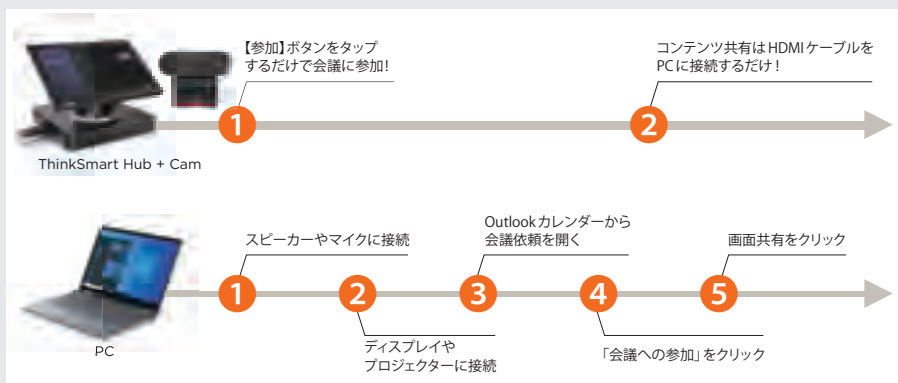 【参加】ボタンをタップ
するだけで会議に参加!
コンテンツ共有はHDMIケーブルを
PCに接続するだけ!
1
2
ThinkSmart Hub + Cam
スピーカーやマイクに接続
Outlookカレンダーから
会議依頼を開く
画面共有をクリック
1
2
3
4
5
PC
ディスプレイや
プロジェクターに接続
「会議への参加」をクリック